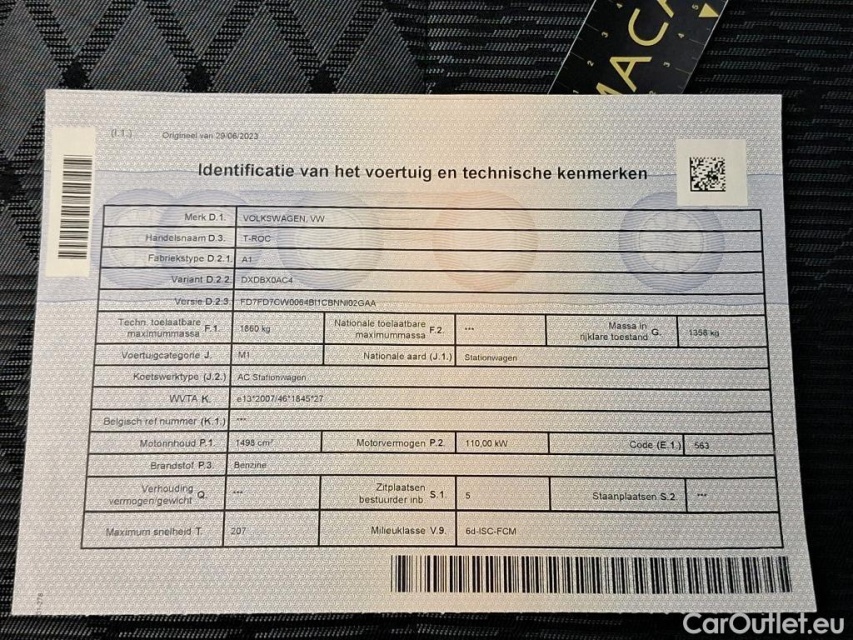 MACA
(I.1.) Origineel van 29/06/2023
Identificatie van het voertuig en technische kenmerken
Merk D.1. VOLKSWAGEN, VW
Handelsnaam D.3. T-ROC
Fabriekstype D.2.1. A1
Variant D.2.2. DXDBX0AC4
Versie D.2.3.
Techn. toelaatbare maximummassa F.1. 1860 kg Nationale toelaatbare maximummassa F.2. --- Massa in rijklare toestand G. 1358 kg
Voertuigcategorie J. M1 Nationale aard (J.1.) Stationwagen
Koetswerktype (J.2.) AC Stationwagen
WVTA K. e13*2007/46*1845*27
Belgisch ref nummer (K.1.) ---
Motorinhoud P.1. 1498 cm³ Motorvermogen P.2. 110,00 kW Code (E.1.) 563
Brandstof P.3. Benzine
Verhouding vermogen/gewicht Q. --- Zitplaatsen bestuurder inb. S.1. 5 Staanplaatsen S.2. ---
Maximum snelheid T. 207 Milieuklasse V.9. 6d-ISC-FCM
CarOutlet.eu